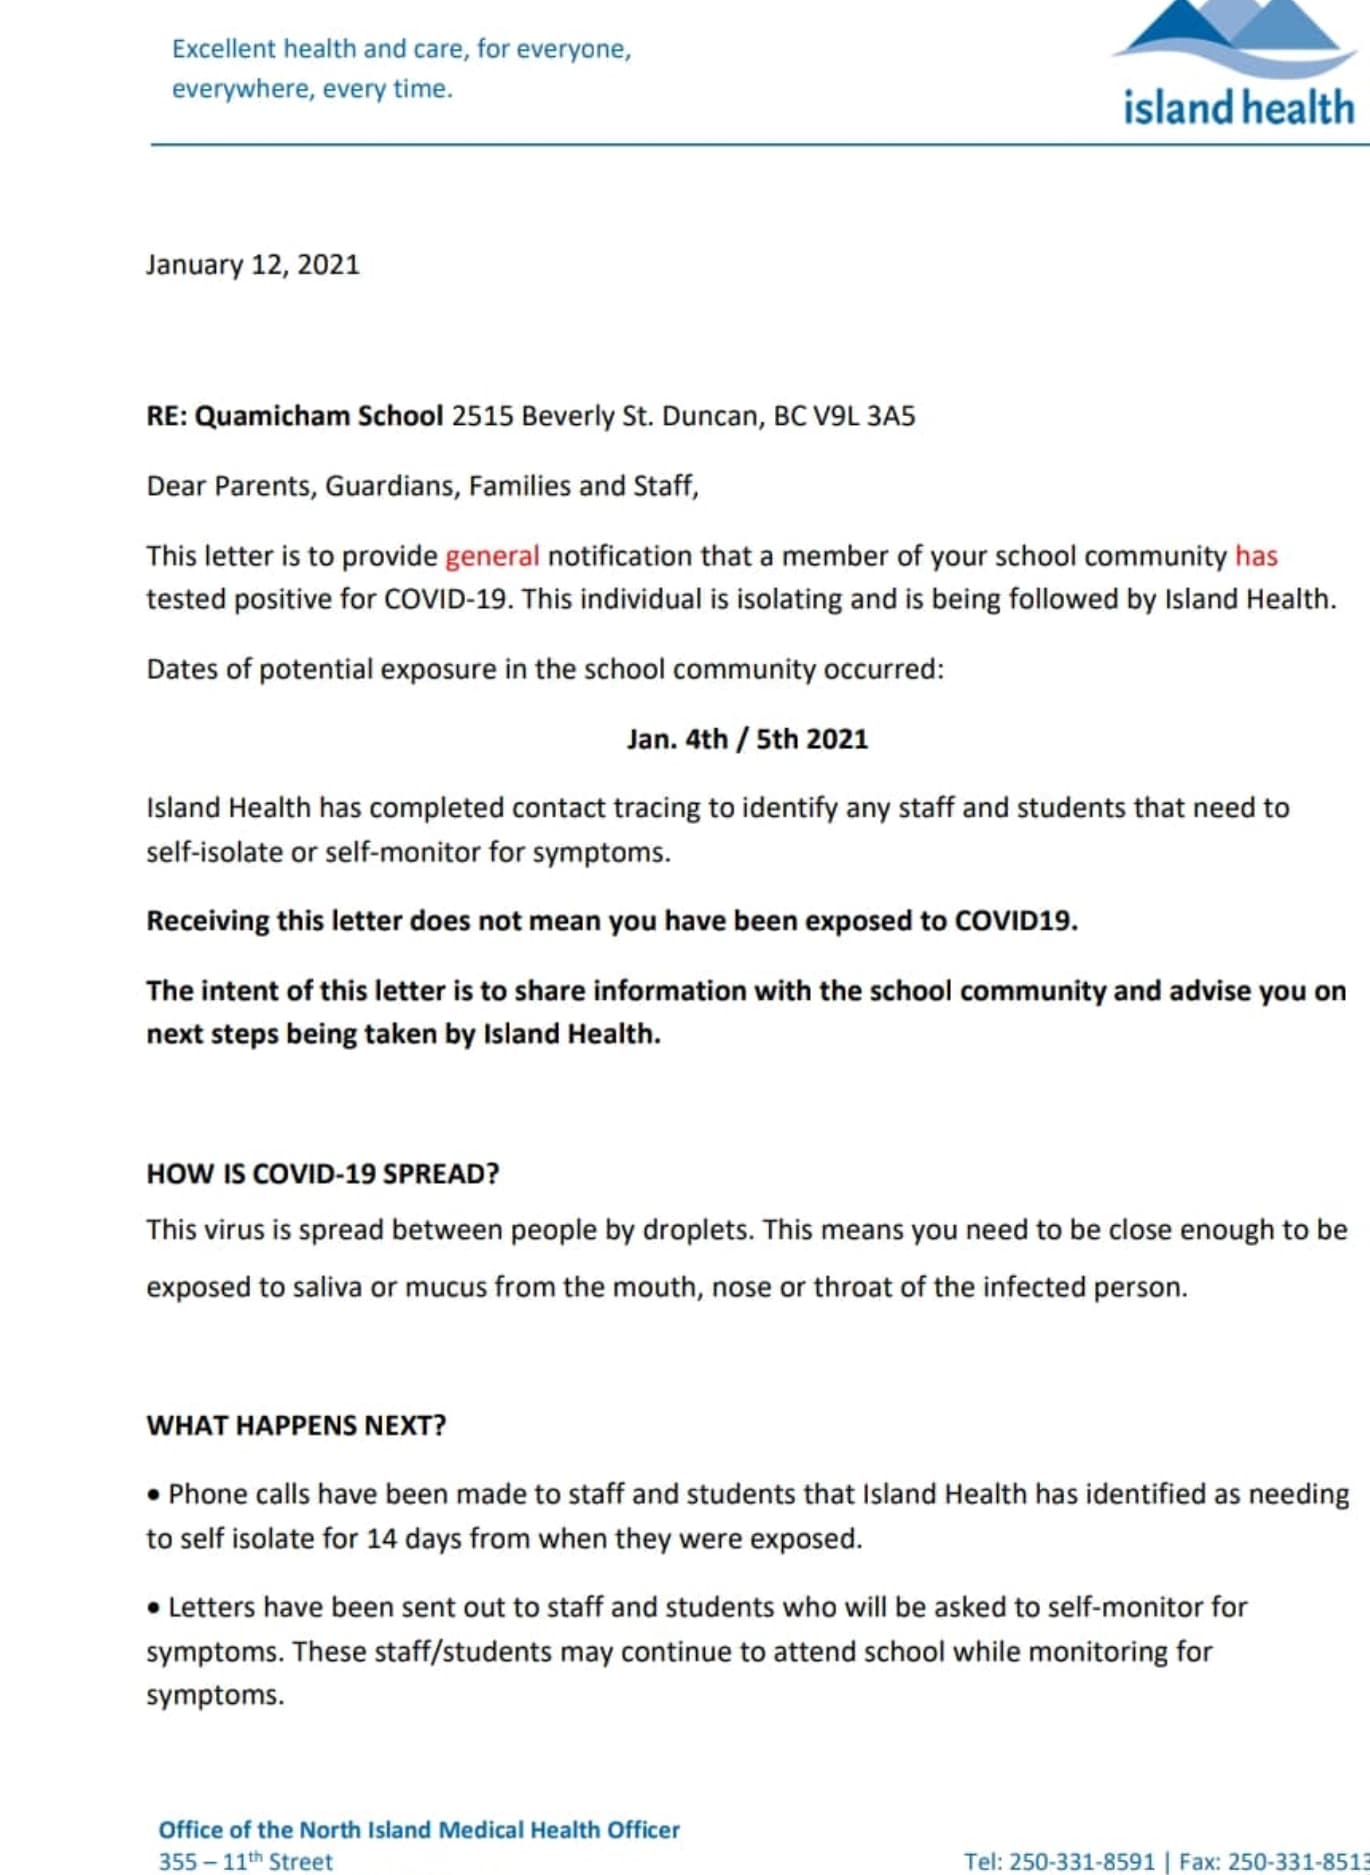 Excellent health and care, for everyone,
everywhere, every time.
island health
January 12, 2021
RE: Quamicham School 2515 Beverly St. Duncan, BC V9L 3A5
Dear Parents, Guardians, Families and Staff,
This letter is to provide general notification that a member of your school community has
tested positive for COVID-19. This individual is isolating and is being followed by Island Health.
Dates of potential exposure in the school community occurred:
Jan. 4th / 5th 2021
Island Health has completed contact tracing to identify any staff and students that need to
self-isolate or self-monitor for symptoms.
Receiving this letter does not mean you have been exposed to COVID19.
The intent of this letter is to share information with the school community and advise you on
next steps being taken by Island Health.
HOW IS COVID-19 SPREAD?
This virus is spread between people by droplets. This means you need to be close enough to be
exposed to saliva or mucus from the mouth, nose or throat of the infected person.
WHAT HAPPENS NEXT?
• Phone calls have been made to staff and students that Island Health has identified as needing
to self isolate for 14 days from when they were exposed.
• Letters have been sent out to staff and students who will be asked to self-monitor for
symptoms. These staff/students may continue to attend school while monitoring for
symptoms.
Office of the North Island Medical Health Officer
355 – 11th Street
Tel: 250-331-8591 | Fax: 250-331-8513